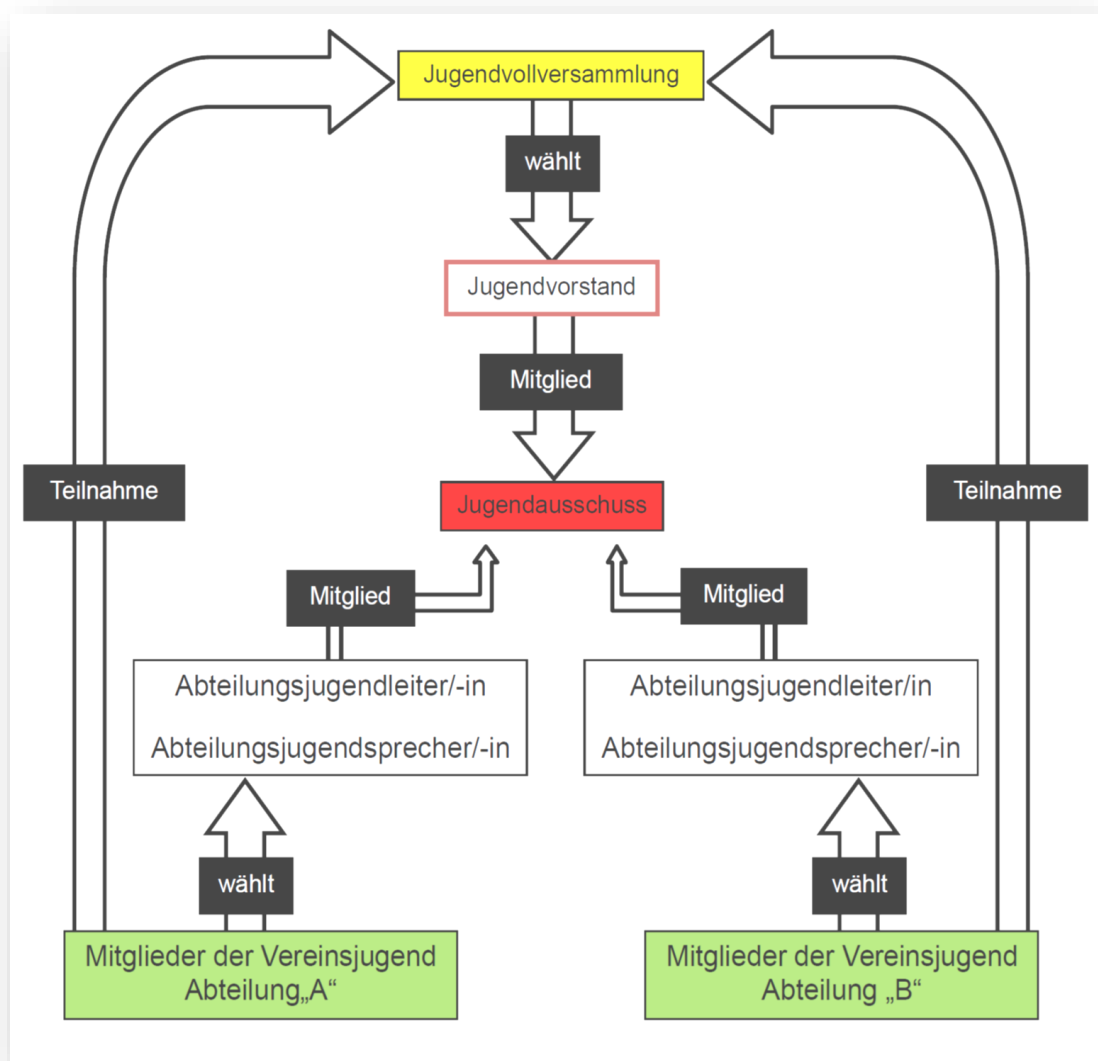 Jugendvollversammlung
wählt
Jugendvorstand
Mitglied
Teilnahme
Teilnahme
Jugendausschuss
Mitglied
Mitglied
Abteilungsjugendleiter/-in
Abteilungsjugendsprecher/-in
Abteilungsjugendleiter/in
Abteilungsjugendsprecher/-in
wählt
wählt
Mitglieder der Vereinsjugend
Abteilung„A“
Mitglieder der Vereinsjugend
Abteilung „B“